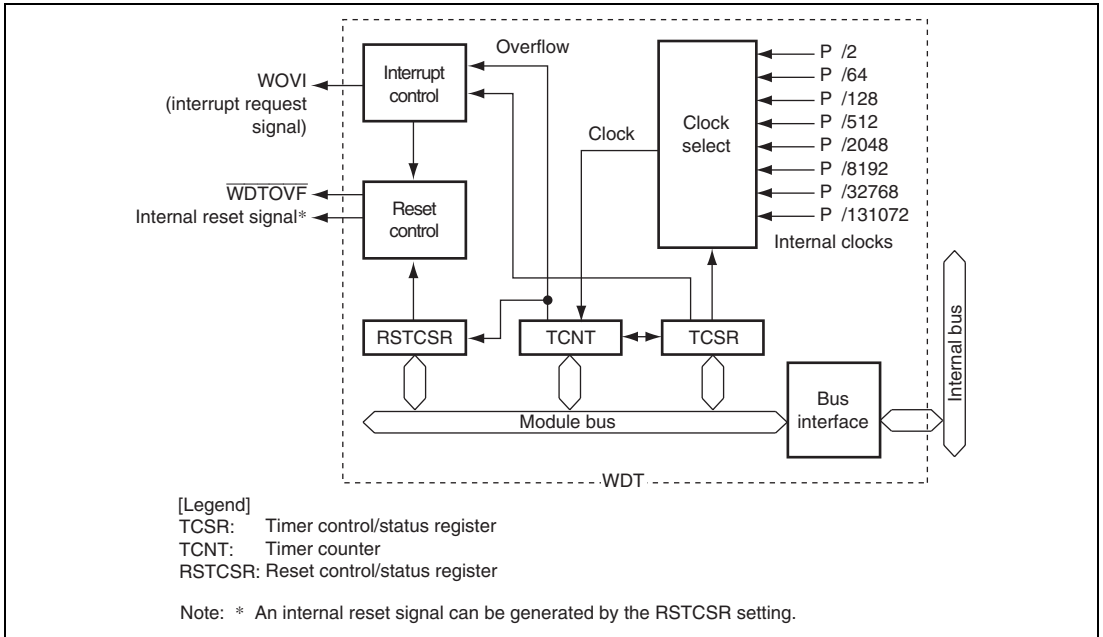 Overflow
Interrupt
control
WOVI
(interrupt request
signal)
WDTOVF
Internal reset signal*
Reset
control
Clock
Clock
select
P /2
P /64
P /128
P /512
P /2048
P /8192
P /32768
P /131072
Internal clocks
RSTCSR
TCNT
TCSR
Module bus
Bus
interface
Internal bus
WDT
[Legend]
TCSR: Timer control/status register
TCNT: Timer counter
RSTCSR: Reset control/status register
Note: * An internal reset signal can be generated by the RSTCSR setting.